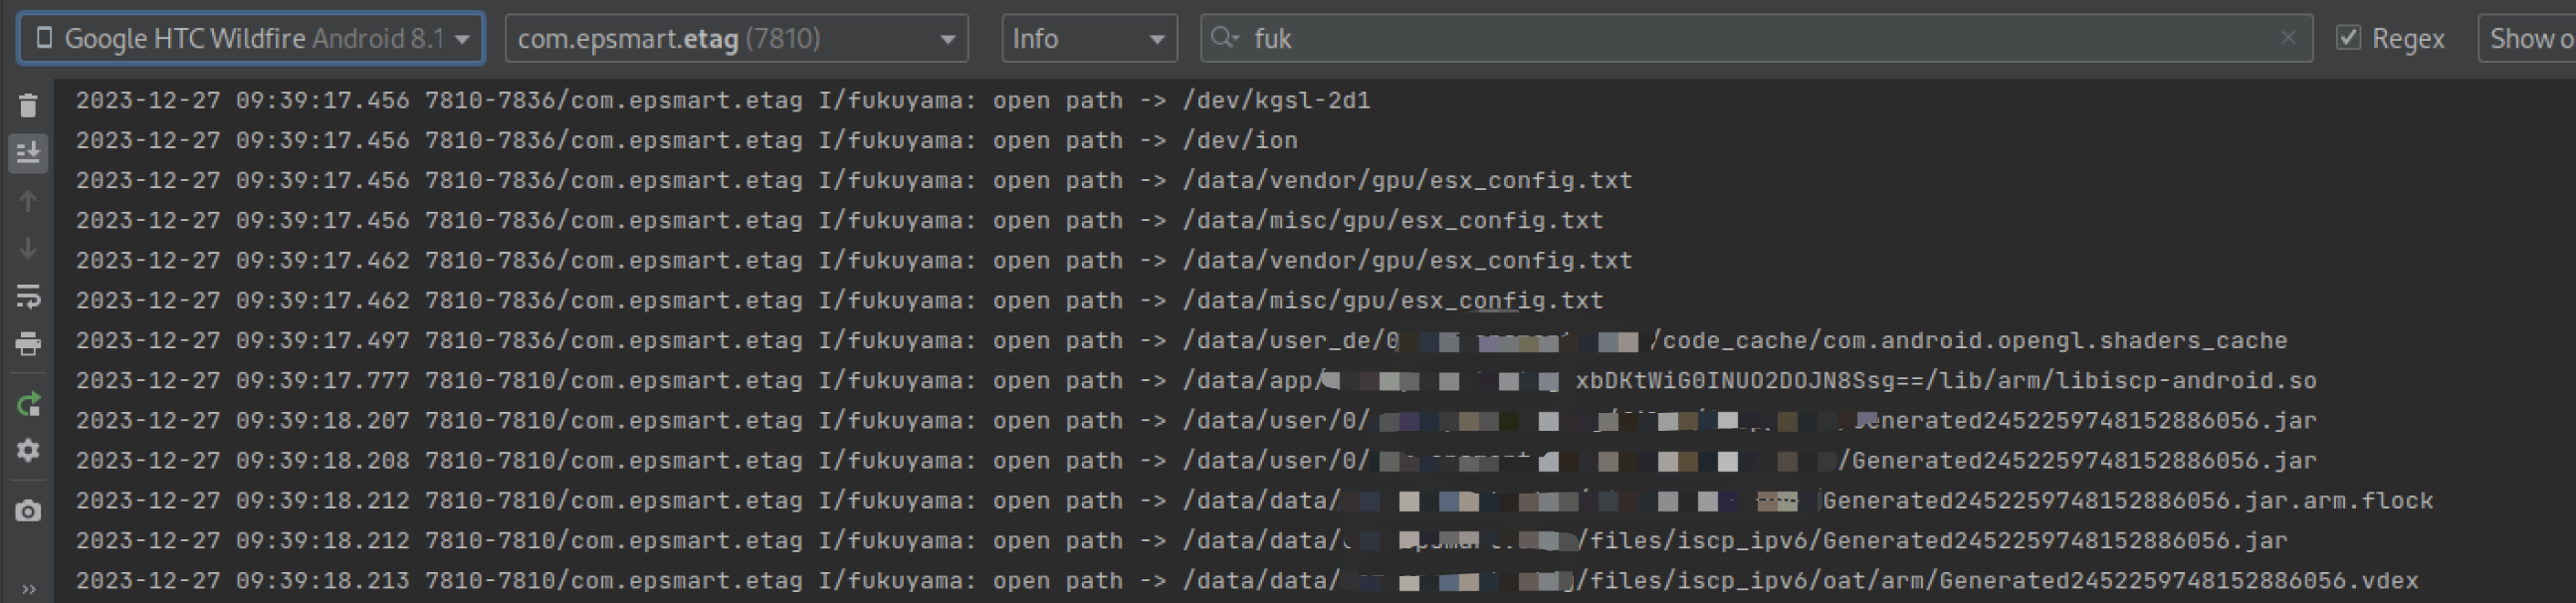 Google HTC Wildfire Android 8.1 com.epsmart.etag (7810) Info fuk Regex Show o
2023-12-27 09:39:17.456 7810-7836/com.epsmart.etag I/fukuyama: open path -> /dev/kgsl-2d1
2023-12-27 09:39:17.456 7810-7836/com.epsmart.etag I/fukuyama: open path -> /dev/ion
2023-12-27 09:39:17.456 7810-7836/com.epsmart.etag I/fukuyama: open path -> /data/vendor/gpu/esx_config.txt
2023-12-27 09:39:17.456 7810-7836/com.epsmart.etag I/fukuyama: open path -> /data/misc/gpu/esx_config.txt
2023-12-27 09:39:17.462 7810-7836/com.epsmart.etag I/fukuyama: open path -> /data/vendor/gpu/esx_config.txt
2023-12-27 09:39:17.462 7810-7836/com.epsmart.etag I/fukuyama: open path -> /data/misc/gpu/esx_config.txt
2023-12-27 09:39:17.497 7810-7836/com.epsmart.etag I/fukuyama: open path -> /data/user_de/0 /code_cache/com.android.opengl.shaders_cache
2023-12-27 09:39:17.777 7810-7810/com.epsmart.etag I/fukuyama: open path -> /data/app/ xbDKtWiG0INUO2DOJN8Ssg==/lib/arm/libiscp-android.so
2023-12-27 09:39:18.207 7810-7810/com.epsmart.etag I/fukuyama: open path -> /data/user/0/ enerated2452259748152886056.jar
2023-12-27 09:39:18.208 7810-7810/com.epsmart.etag I/fukuyama: open path -> /data/user/0/ /Generated2452259748152886056.jar
2023-12-27 09:39:18.212 7810-7810/com.epsmart.etag I/fukuyama: open path -> /data/data/ Generated2452259748152886056.jar.arm.flock
2023-12-27 09:39:18.212 7810-7810/com.epsmart.etag I/fukuyama: open path -> /data/data/ /files/iscp_ipv6/Generated2452259748152886056.jar
2023-12-27 09:39:18.213 7810-7810/com.epsmart.etag I/fukuyama: open path -> /data/data/ /files/iscp_ipv6/oat/arm/Generated2452259748152886056.vdex